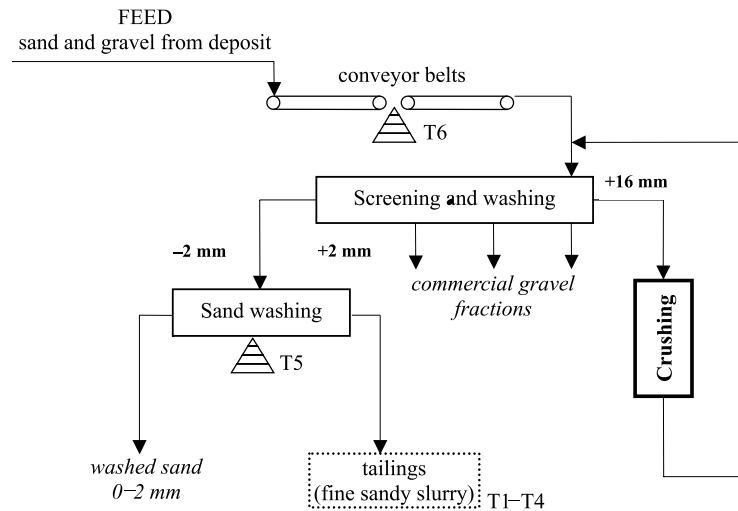 FEED
sand and gravel from deposit
conveyor belts
T6
+16 mm
Screening and washing
–2 mm
+2 mm
commercial gravel
fractions
Sand washing
T5
Crushing
washed sand
0–2 mm
tailings
(fine sandy slurry)
T1–T4